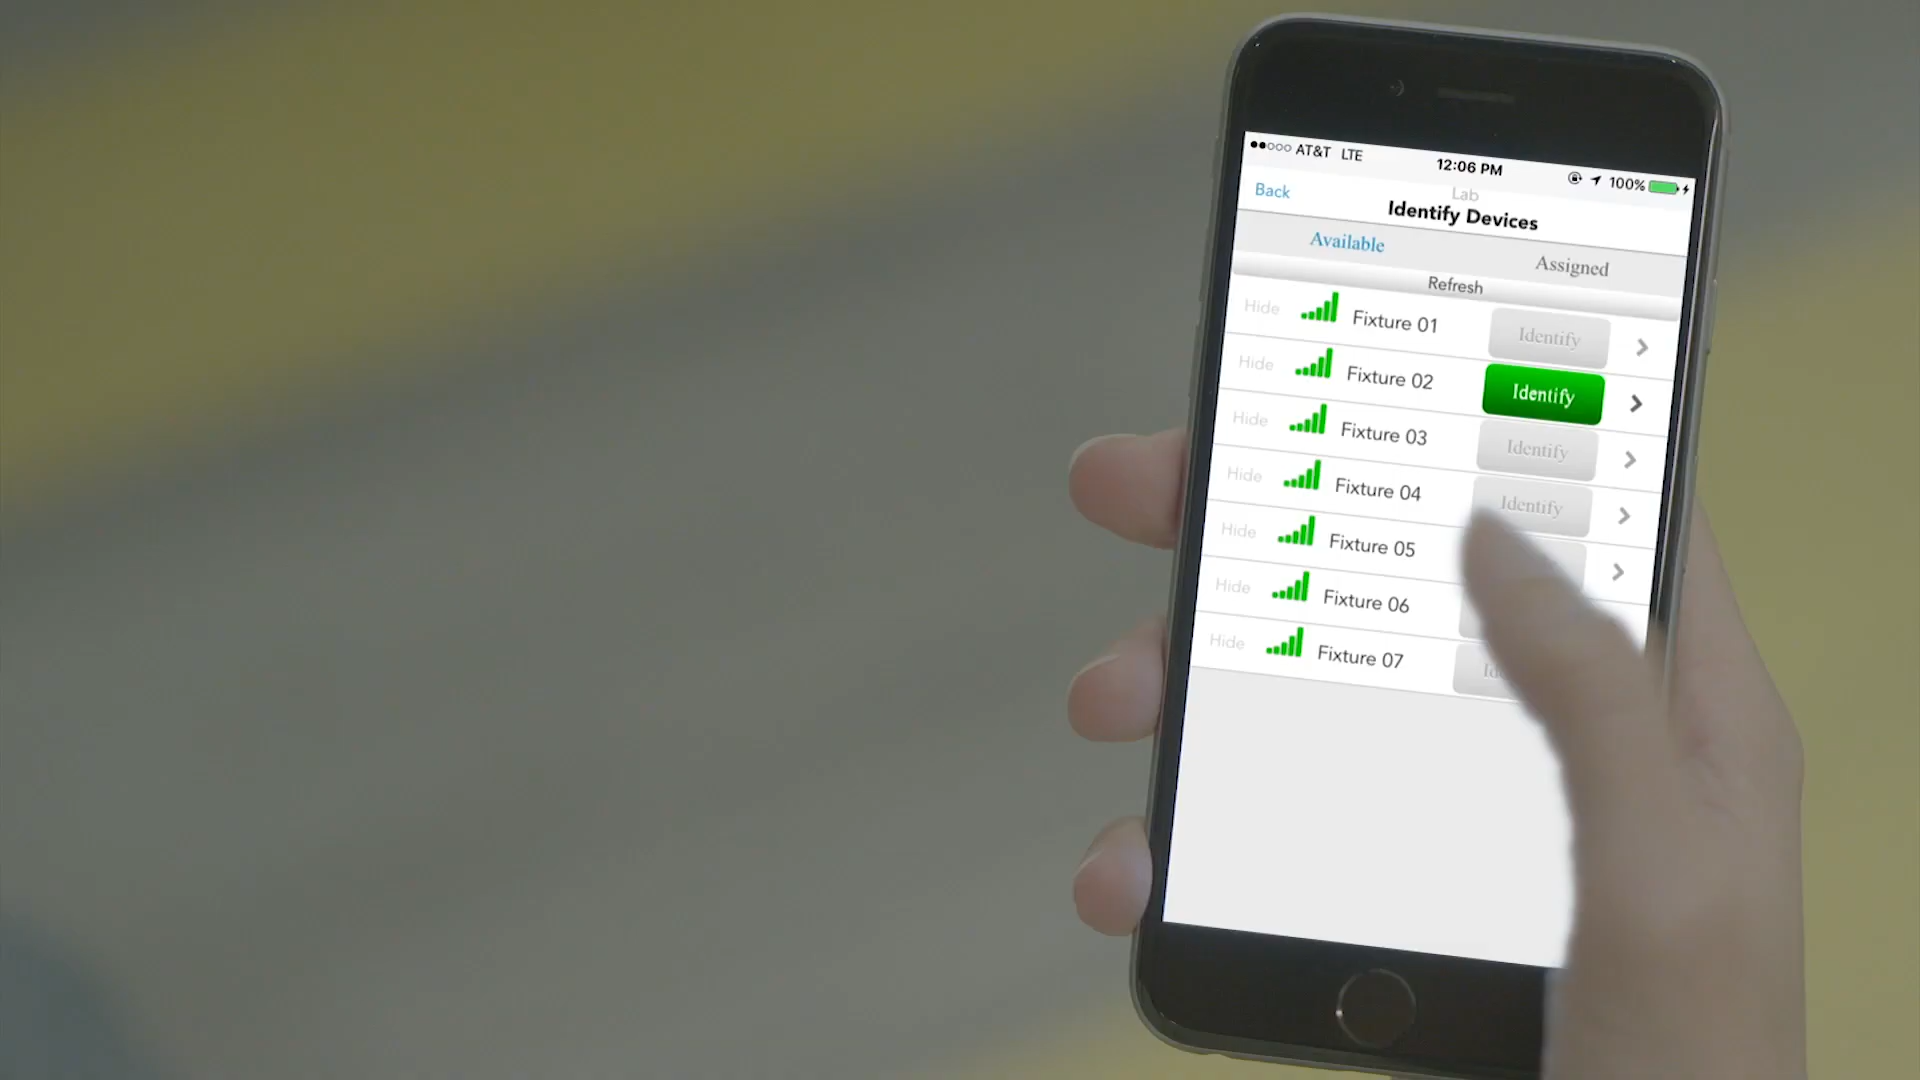 AT&T LTE 12:06 PM 100%
Lab
Back Identify Devices
Available Assigned
Refresh
Hide Fixture 01 Identify
Hide Fixture 02 Identify
Hide Fixture 03 Identify
Hide Fixture 04 Identify
Hide Fixture 05
Hide Fixture 06
Hide Fixture 07